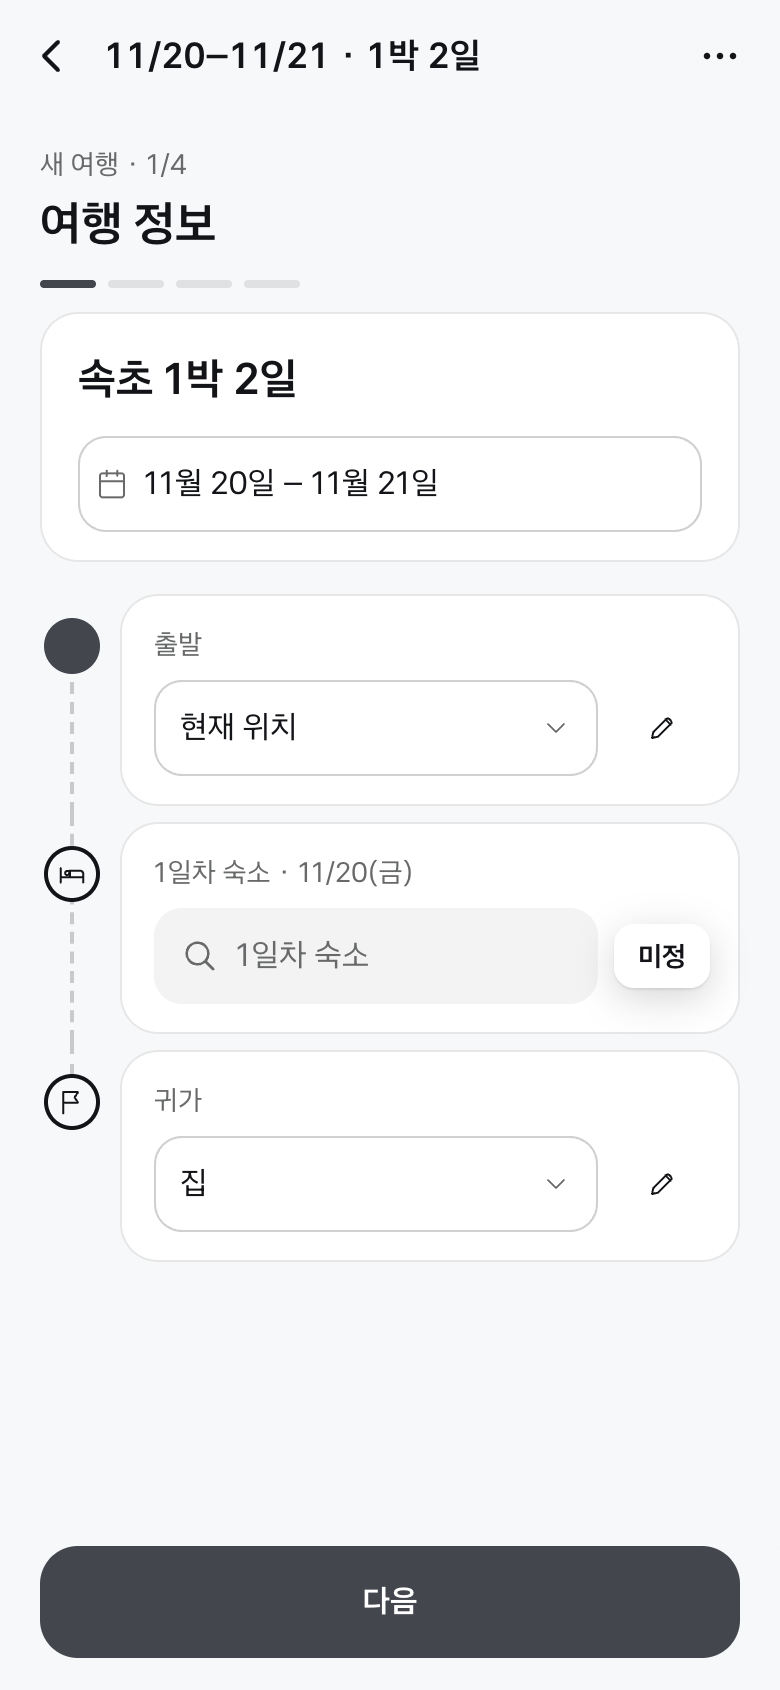 11/20–11/21 · 1박 2일
새 여행 · 1/4
여행 정보
속초 1박 2일
11월 20일 – 11월 21일
출발
현재 위치
1일차 숙소 · 11/20(금)
1일차 숙소
미정
귀가
집
다음